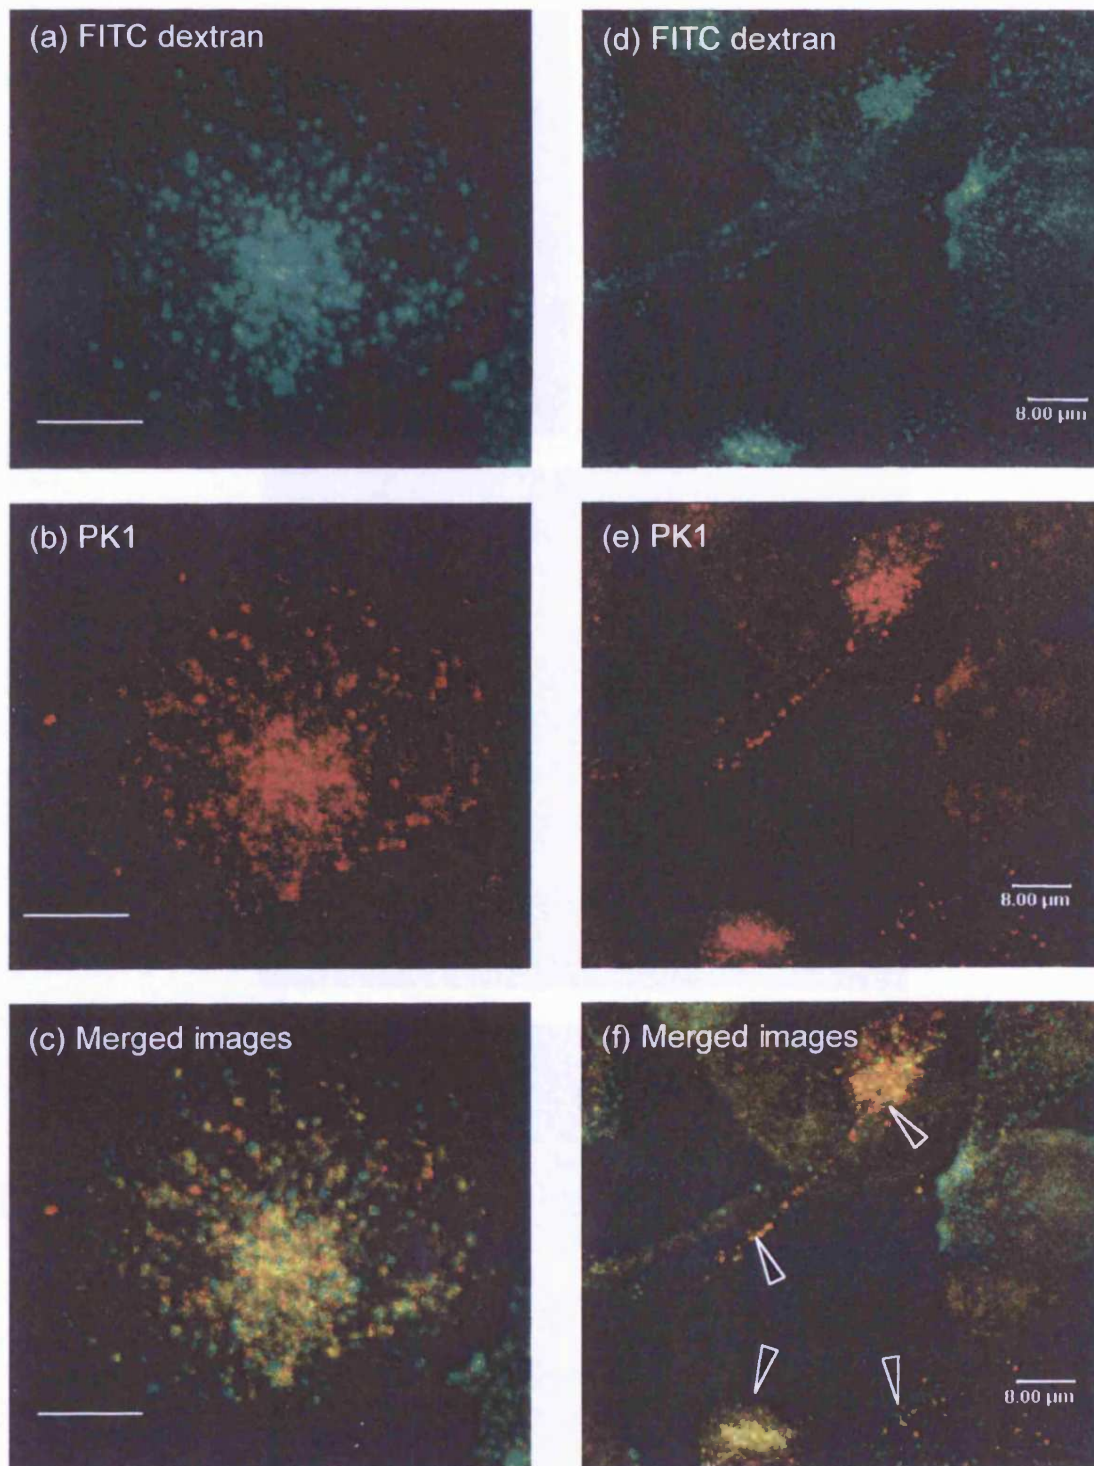 (a) FITC dextran
(d) FITC dextran
8.00 µm
(b) PK1
(e) PK1
8.00 µm
(c) Merged images
(f) Merged images
8.00 µm